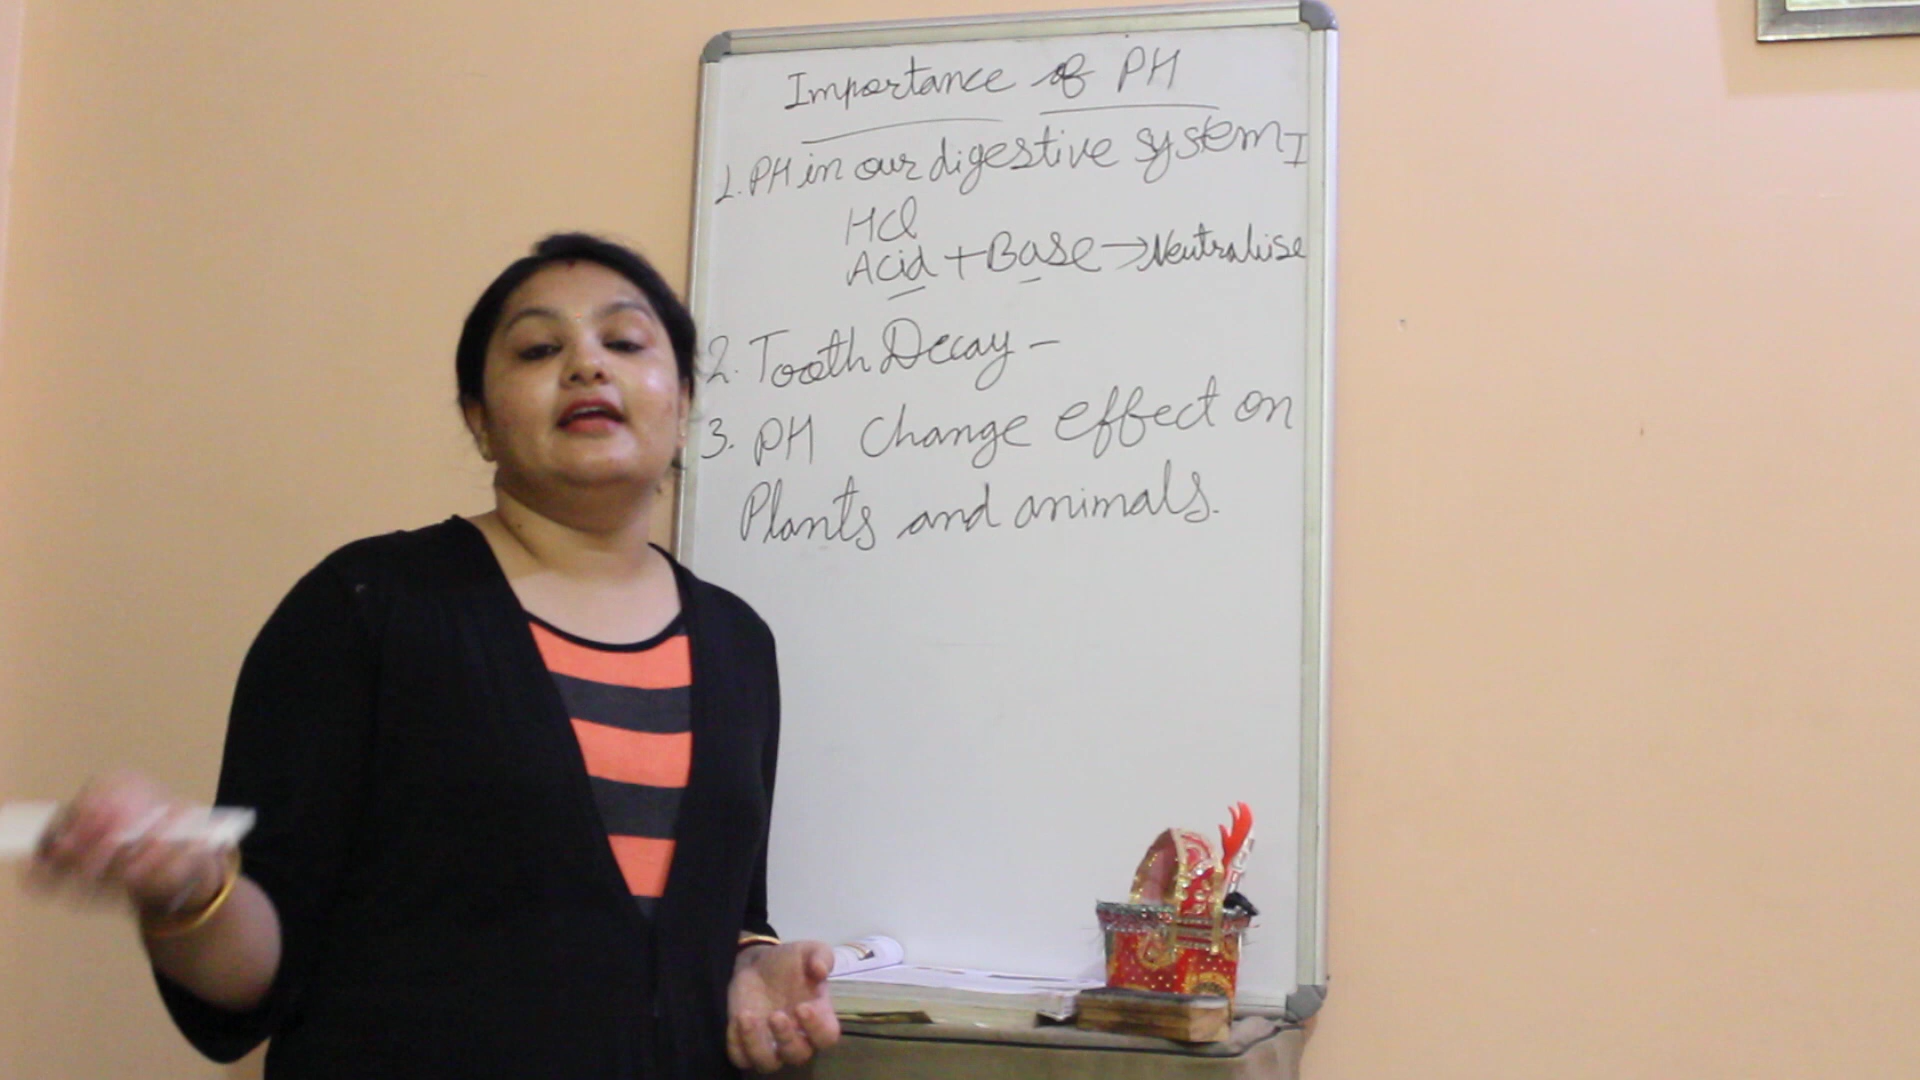 Importance of PH
1. PH in our digestive system I
HCl
Acid + Base → Neutralise
2. Tooth Decay -
3. PH change effect on
Plants and animals.